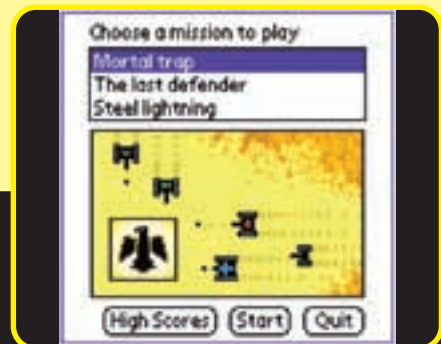 Choose a mission to play
Mortal trap
The last defender
Steel lightning
High Scores Start Quit